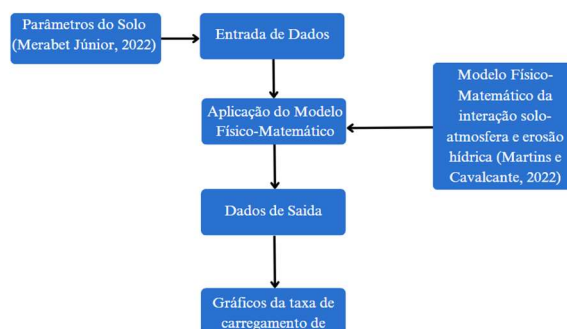 Parâmetros do Solo
(Merabet Júnior, 2022)
Entrada de Dados
Aplicação do Modelo
Físico-Matemático
Modelo Físico-
Matemático da
interação solo-
atmosfera e erosão
hídrica (Martins e
Cavalcante, 2022)
Dados de Saida
Gráficos da taxa de
carregamento de